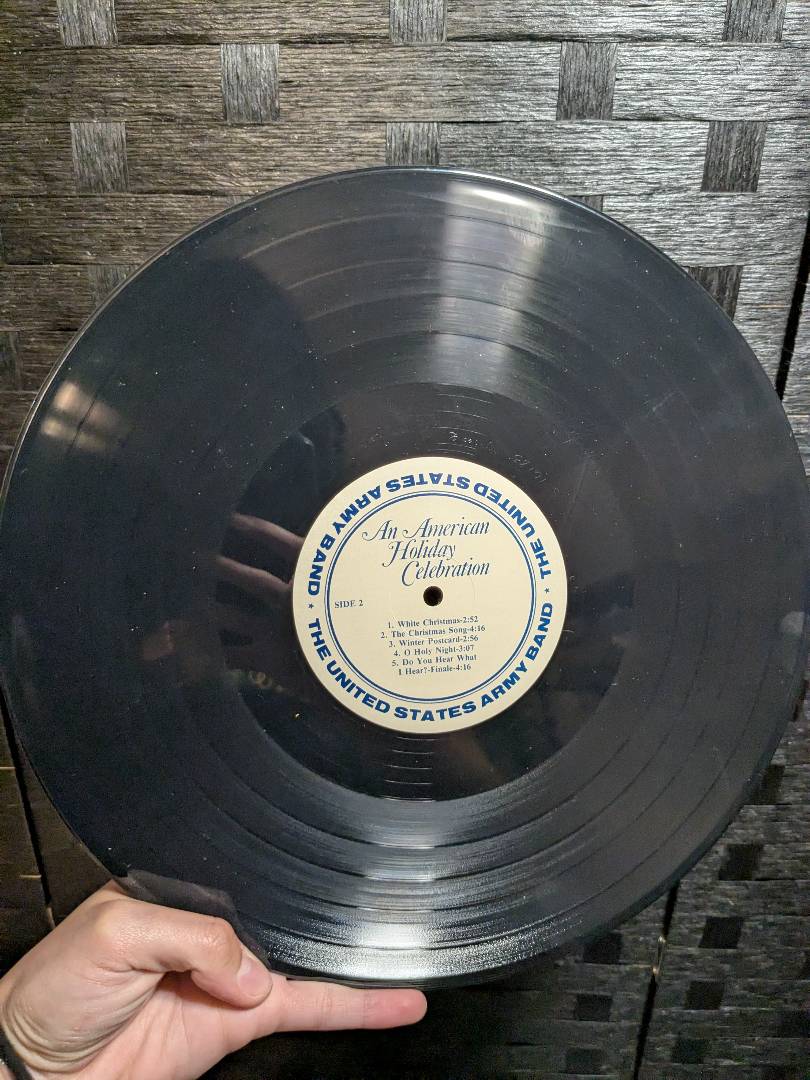 THE UNITED STATES ARMY BAND ★ THE UNITED STATES ARMY BAND ★
An American
Holiday
Celebration
SIDE 2
1. White Christmas-2:52
2. The Christmas Song-4:16
3. Winter Postcard-2:56
4. O Holy Night-3:07
5. Do You Hear What
I Hear?-Finale-4:16